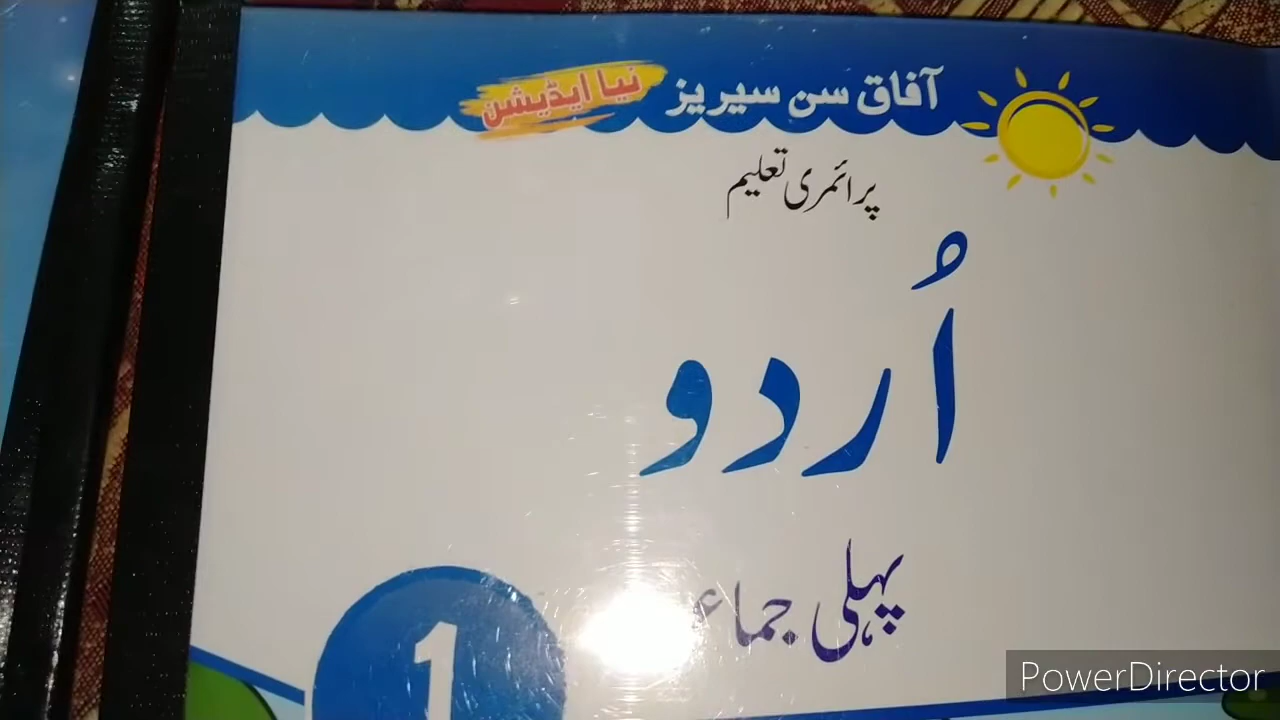 آفاق سن سیریز نیا ایڈیشن
پرائمری تعلیم
اُردو
پہلی
1
PowerDirector